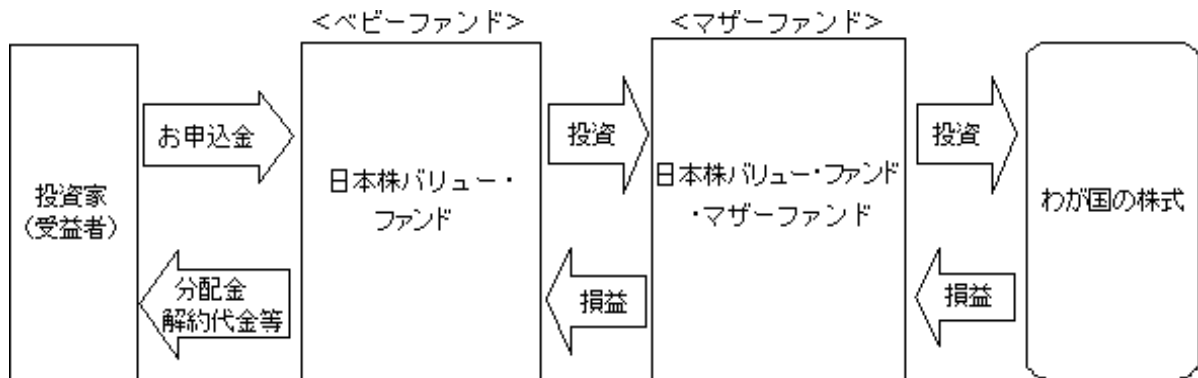 ＜ベビーファンド＞
＜マザーファンド＞
お申込金
投資
投資
投資家
（受益者）
日本株バリュー・
ファンド
日本株バリュー・ファンド
・マザーファンド
わが国の株式
分配金
解約代金等
損益
損益